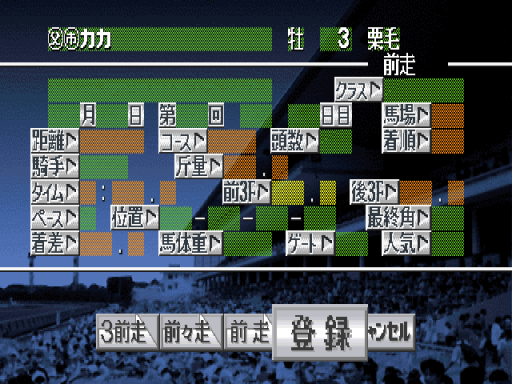 父市カカ 牡 3 栗毛
前走
クラス
月 日 第 回 日目 馬場
距離 コース 頭数 着順
騎手 斤量 .
タイム : . 前3F . 後3F .
ペース 位置 - - - 最終角
着差 . 馬体重 ゲート 人気
3前走 前々走 前走 登録 キャンセル